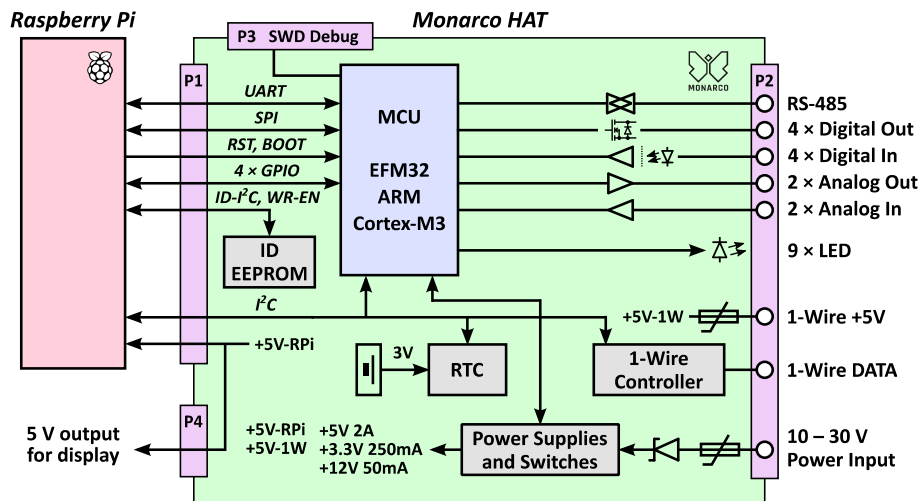 Raspberry Pi
Monarco HAT
P3 SWD Debug
P1
MONARCO
P2
UART
SPI
RST, BOOT
4 × GPIO
ID-I²C, WR-EN
MCU
EFM32
ARM
Cortex-M3
RS-485
4 × Digital Out
4 × Digital In
2 × Analog Out
2 × Analog In
9 × LED
ID
EEPROM
I²C
+5V-1W
1-Wire +5V
+5V-RPi
3V
RTC
1-Wire
Controller
1-Wire DATA
P4
5 V output
for display
+5V-RPi
+5V-1W
+5V 2A
+3.3V 250mA
+12V 50mA
Power Supplies
and Switches
10 – 30 V
Power Input